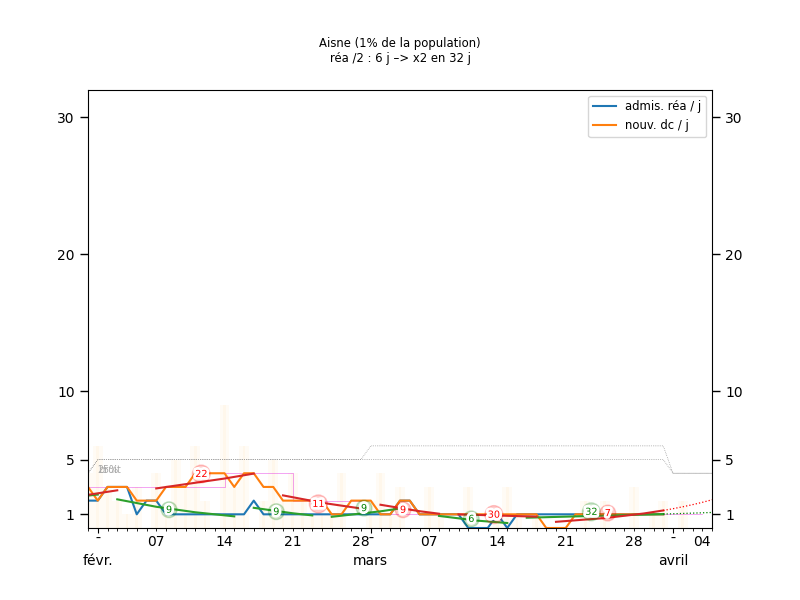 Aisne (1% de la population)
réa /2 : 6 j –> x2 en 32 j
admis. réa / j
nouv. dc / j
30 30
20 20
10 10
5 5
1 1
22
9 9 11 9 9 6 30 32 7
- 07 14 21 28 - 07 14 21 28 - 04
févr. mars avril